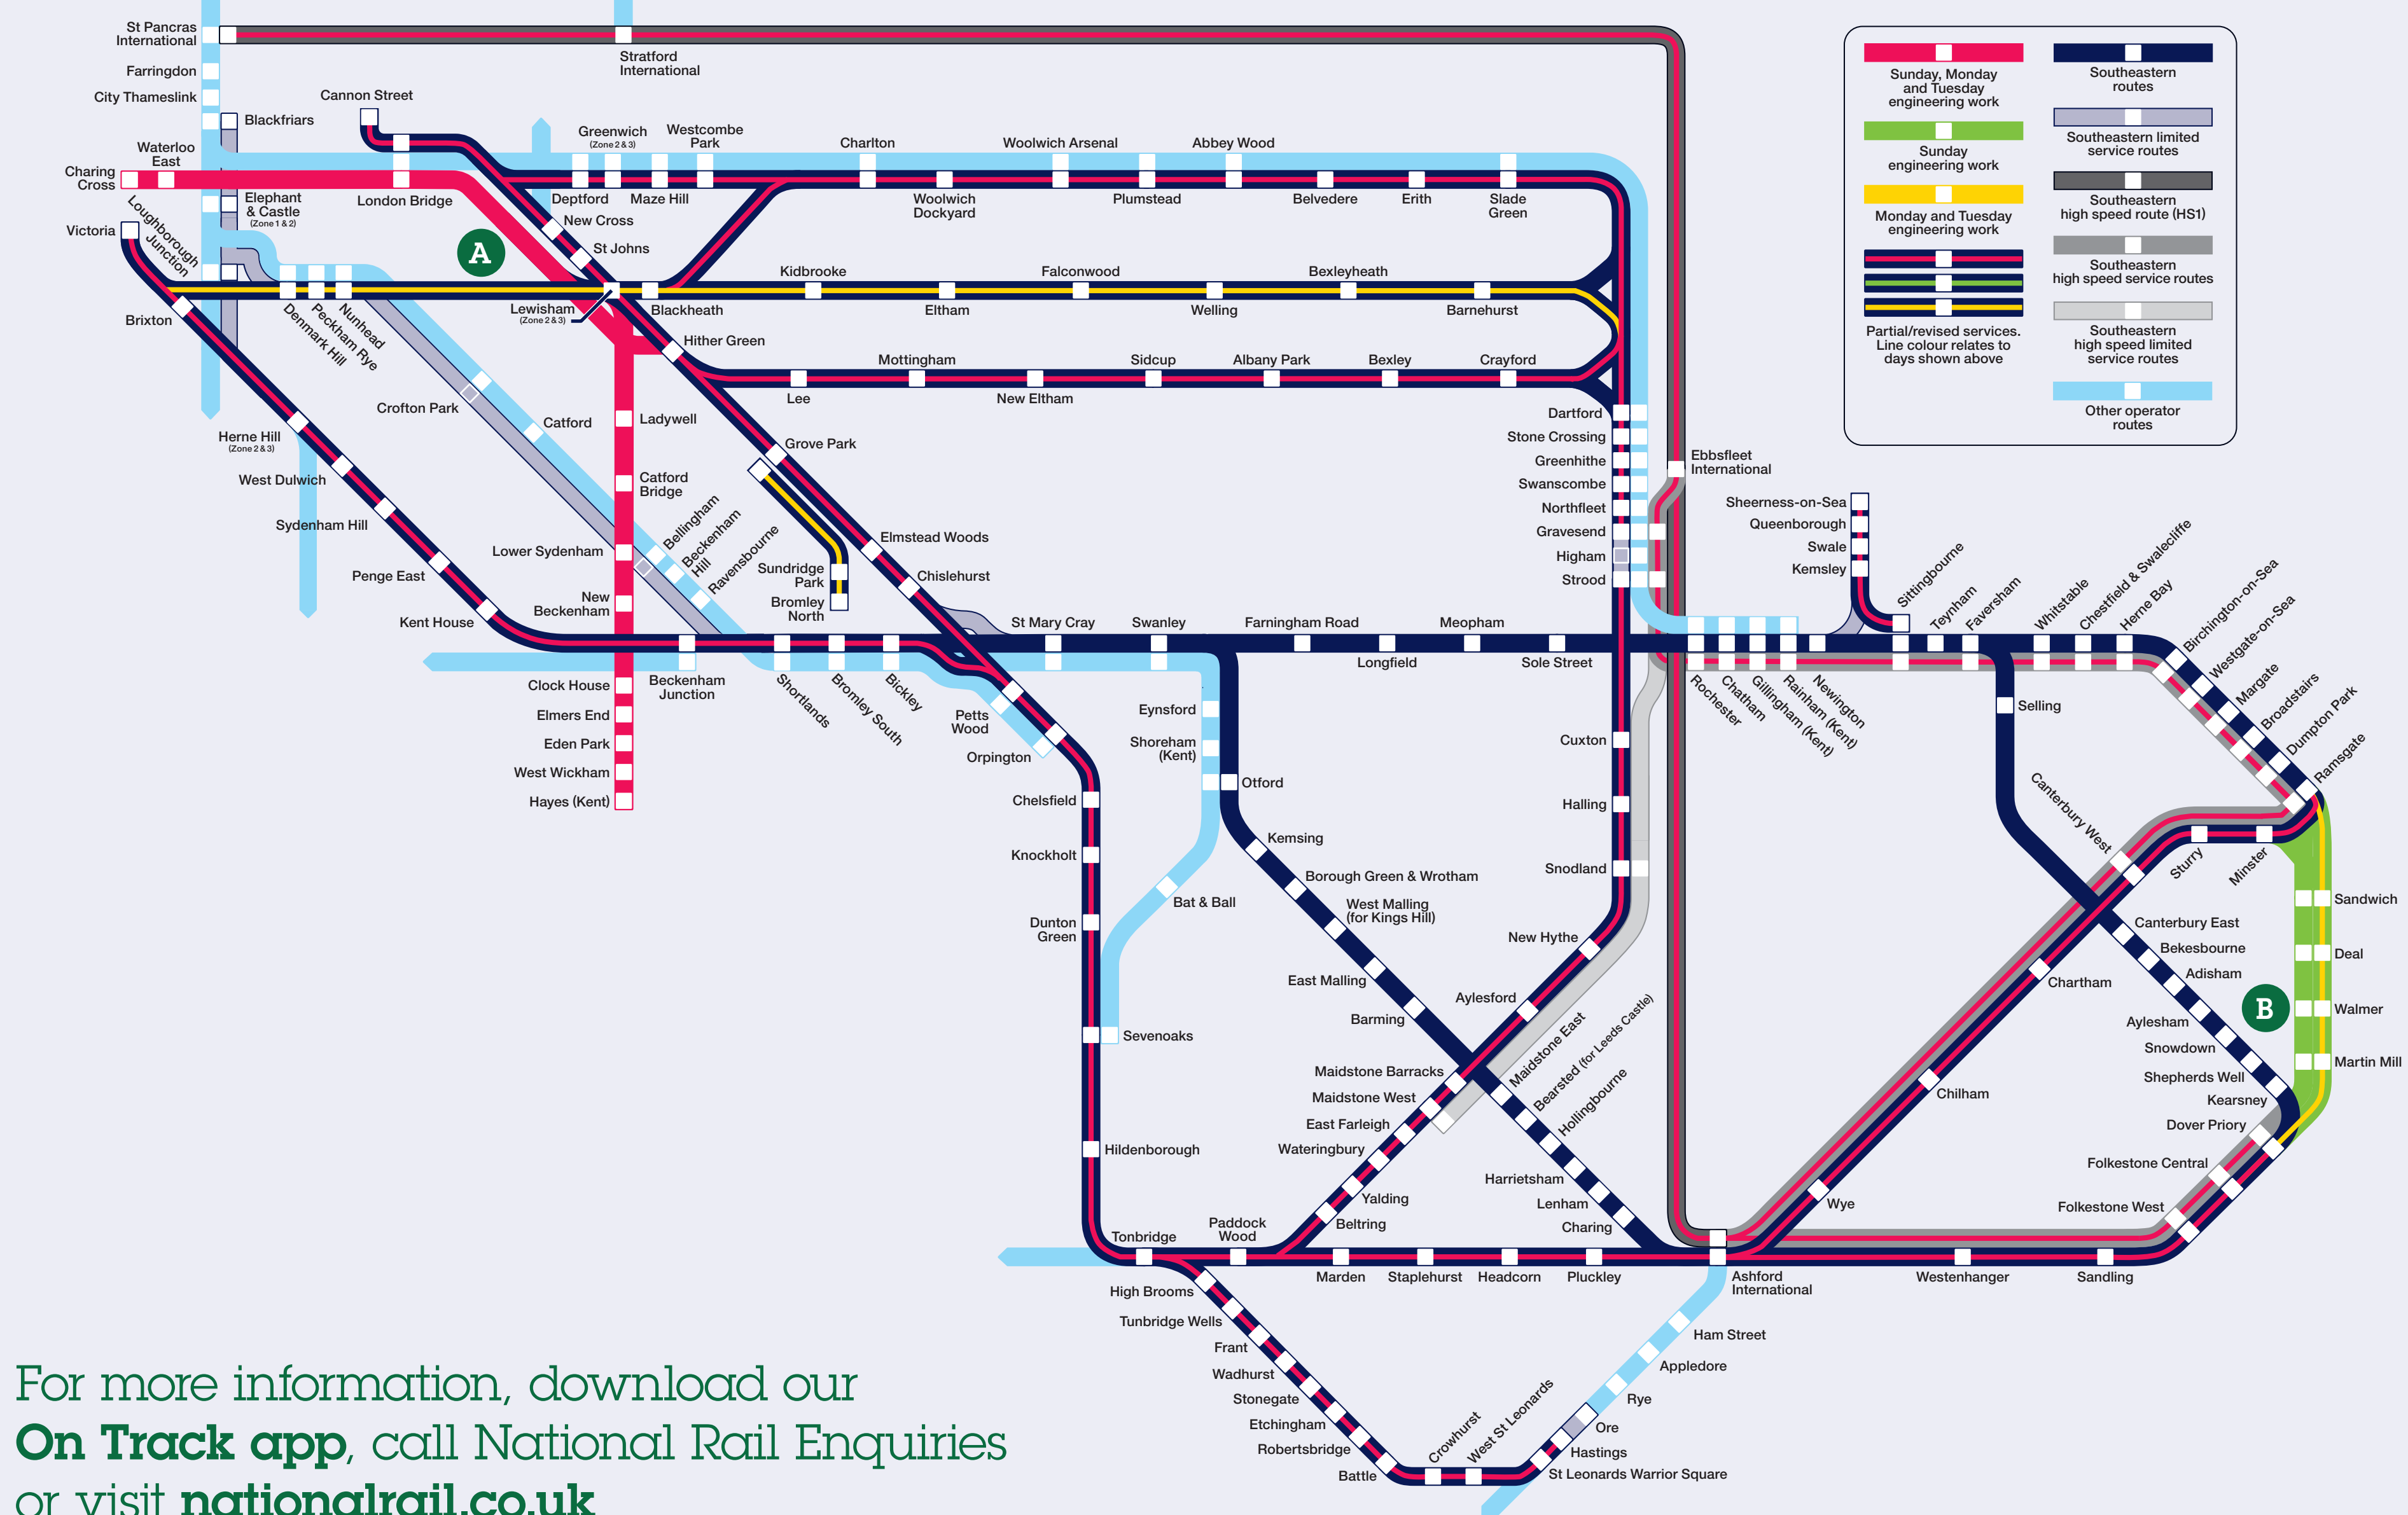 St Pancras
International
Farringdon
City Thameslink
Blackfriars
Waterloo
East
Charing
Cross
Elephant
& Castle
(Zone 1 & 2)
Loughborough
Junction
Victoria
Brixton
Cannon Street
London Bridge
Stratford
International
Greenwich
(Zone 2 & 3)
Westcombe
Park
Deptford
Maze Hill
New Cross
St Johns
Charlton
Woolwich
Dockyard
Woolwich Arsenal
Plumstead
Abbey Wood
Belvedere
Erith
Slade
Green
A
Denmark Hill
Peckham Rye
Nunhead
Lewisham
(Zone 2 & 3)
Blackheath
Kidbrooke
Eltham
Falconwood
Welling
Bexleyheath
Barnehurst
Hither Green
Lee
Mottingham
New Eltham
Sidcup
Albany Park
Bexley
Crayford
Crofton Park
Catford
Ladywell
Catford
Bridge
Lower Sydenham
New
Beckenham
Clock House
Elmers End
Eden Park
West Wickham
Hayes (Kent)
Herne Hill
(Zone 2 & 3)
West Dulwich
Sydenham Hill
Penge East
Kent House
Bellingham
Beckenham
Hill
Ravensbourne
Beckenham
Junction
Shortlands
Bromley South
Bickley
Grove Park
Sundridge
Park
Bromley
North
Elmstead Woods
Chislehurst
Petts
Wood
Orpington
St Mary Cray
Swanley
Farningham Road
Longfield
Meopham
Sole Street
Dartford
Stone Crossing
Greenhithe
Swanscombe
Northfleet
Gravesend
Higham
Strood
Ebbsfleet
International
Sheerness-on-Sea
Queenborough
Swale
Kemsley
Sittingbourne
Teynham
Faversham
Whitstable
Chestfield & Swalecliffe
Herne Bay
Birchington-on-Sea
Westgate-on-Sea
Margate
Broadstairs
Dumpton Park
Ramsgate
Rochester
Chatham
Gillingham (Kent)
Rainham (Kent)
Newington
Selling
Eynsford
Shoreham
(Kent)
Otford
Bat & Ball
Chelsfield
Knockholt
Dunton
Green
Sevenoaks
Hildenborough
Kemsing
Borough Green & Wrotham
West Malling
(for Kings Hill)
East Malling
Barming
Maidstone East
Bearsted (for Leeds Castle)
Hollingbourne
Harrietsham
Lenham
Charing
Cuxton
Halling
Snodland
New Hythe
Aylesford
Maidstone Barracks
Maidstone West
East Farleigh
Wateringbury
Yalding
Beltring
Tonbridge
Paddock
Wood
Marden
Staplehurst
Headcorn
Pluckley
Ashford
International
Westenhanger
Sandling
Folkestone West
Folkestone Central
Dover Priory
Kearsney
Shepherds Well
Snowdown
Aylesham
Adisham
Bekesbourne
Canterbury East
Canterbury West
Sturry
Minster
Chartham
Chilham
Wye
B
Sandwich
Deal
Walmer
Martin Mill
High Brooms
Tunbridge Wells
Frant
Wadhurst
Stonegate
Etchingham
Robertsbridge
Battle
Crowhurst
West St Leonards
St Leonards Warrior Square
Hastings
Ore
Rye
Appledore
Ham Street
Sunday, Monday
and Tuesday
engineering work
Sunday
engineering work
Monday and Tuesday
engineering work
Partial/revised services.
Line colour relates to
days shown above
Southeastern
routes
Southeastern limited
service routes
Southeastern
high speed route (HS1)
Southeastern
high speed service routes
Southeastern
high speed limited
service routes
Other operator
routes
For more information, download our
On Track app, call National Rail Enquiries
or visit nationalrail.co.uk